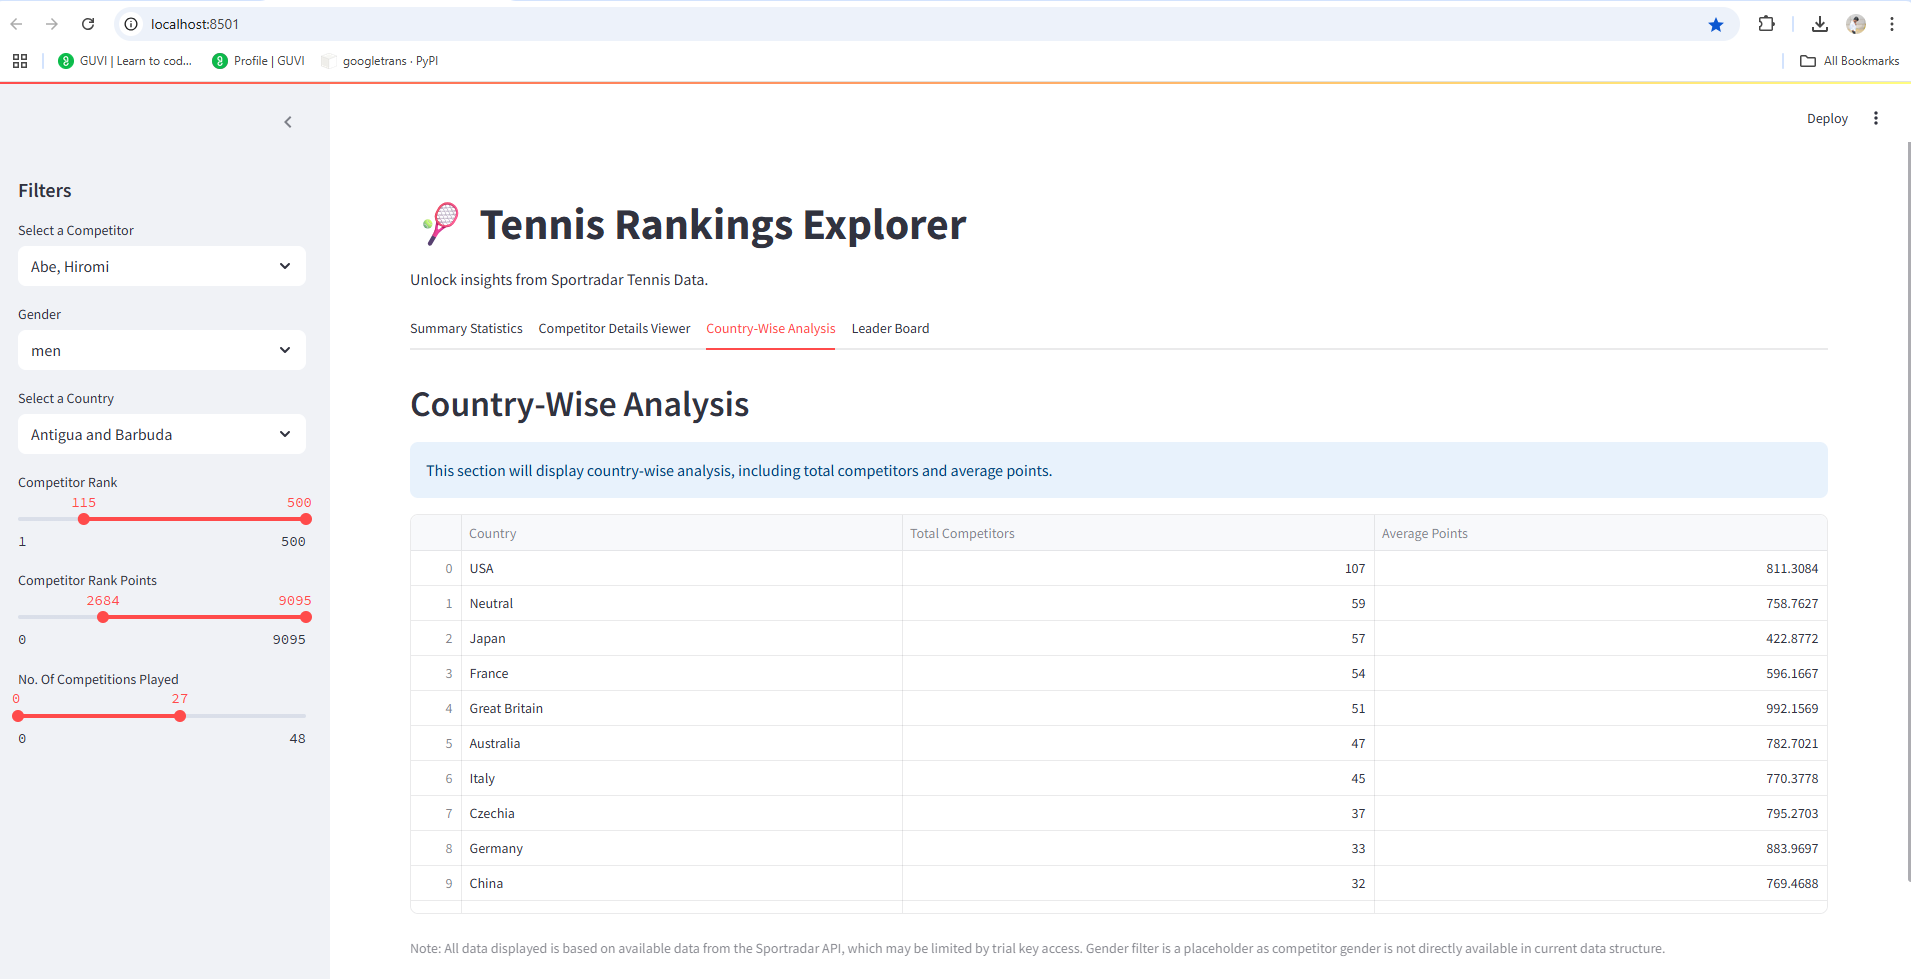 localhost:8501
GUVI | Learn to cod...
Profile | GUVI
googletrans · PyPI
All Bookmarks
Deploy
Filters
Select a Competitor
Abe, Hiromi
Gender
men
Select a Country
Antigua and Barbuda
Competitor Rank
115 500
1 500
Competitor Rank Points
2684 9095
0 9095
No. Of Competitions Played
0 27
0 48
Tennis Rankings Explorer
Unlock insights from Sportradar Tennis Data.
Summary Statistics Competitor Details Viewer Country-Wise Analysis Leader Board
Country-Wise Analysis
This section will display country-wise analysis, including total competitors and average points.
Country Total Competitors Average Points
0 USA 107 811.3084
1 Neutral 59 758.7627
2 Japan 57 422.8772
3 France 54 596.1667
4 Great Britain 51 992.1569
5 Australia 47 782.7021
6 Italy 45 770.3778
7 Czechia 37 795.2703
8 Germany 33 883.9697
9 China 32 769.4688
Note: All data displayed is based on available data from the Sportradar API, which may be limited by trial key access. Gender filter is a placeholder as competitor gender is not directly available in current data structure.